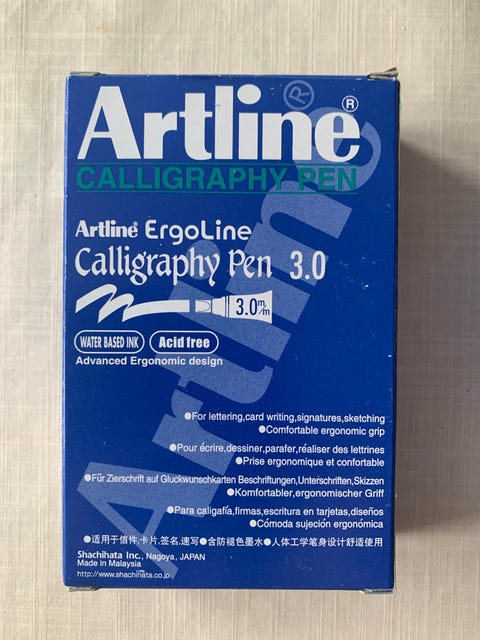 Artline®
CALLIGRAPHY PEN
Artline® ErgoLine
Calligraphy Pen 3.0
3.0m/m
WATER BASED INK Acid free
Advanced Ergonomic design
Artline®
●For lettering,card writing,signatures,sketching
●Comfortable ergonomic grip
●Pour écrire,dessiner,parafer,réaliser des lettrines
●Prise ergonomique et confortable
●Für Zierschrift auf Gluckwunschkarten Beschriftungen,Unterschriften,Skizzen
●Komfortabler,ergonomischer Griff
●Para caligafía,firmas,escritura en tarjetas,diseños
●Cómoda sujeción ergonómica
●适用于信件,卡片,签名,速写●含防褪色墨水●人体工学笔身设计舒适使用
Shachihata Inc., Nagoya, JAPAN
Made in Malaysia
http://www.shachihata.co.jp